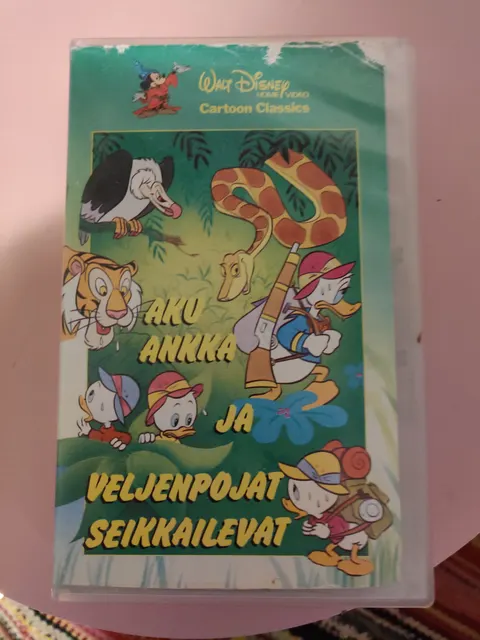 WALT DISNEY
HOME VIDEO
Cartoon Classics
AKU
ANKKA
JA
VELJENPOJAT
SEIKKAILEVAT